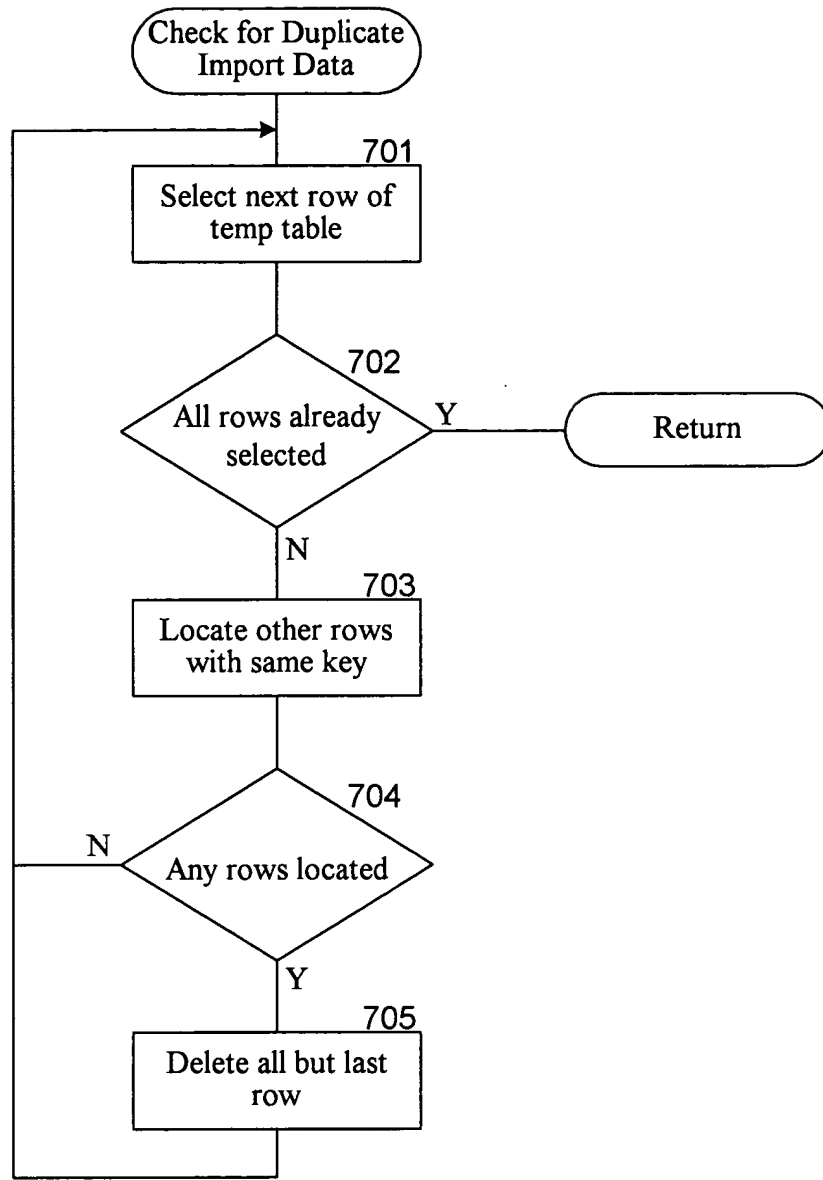 Check for Duplicate
Import Data
701
Select next row of
temp table
702
All rows already
selected
Y
Return
N
703
Locate other rows
with same key
704
Any rows located
N
Y
705
Delete all but last
row